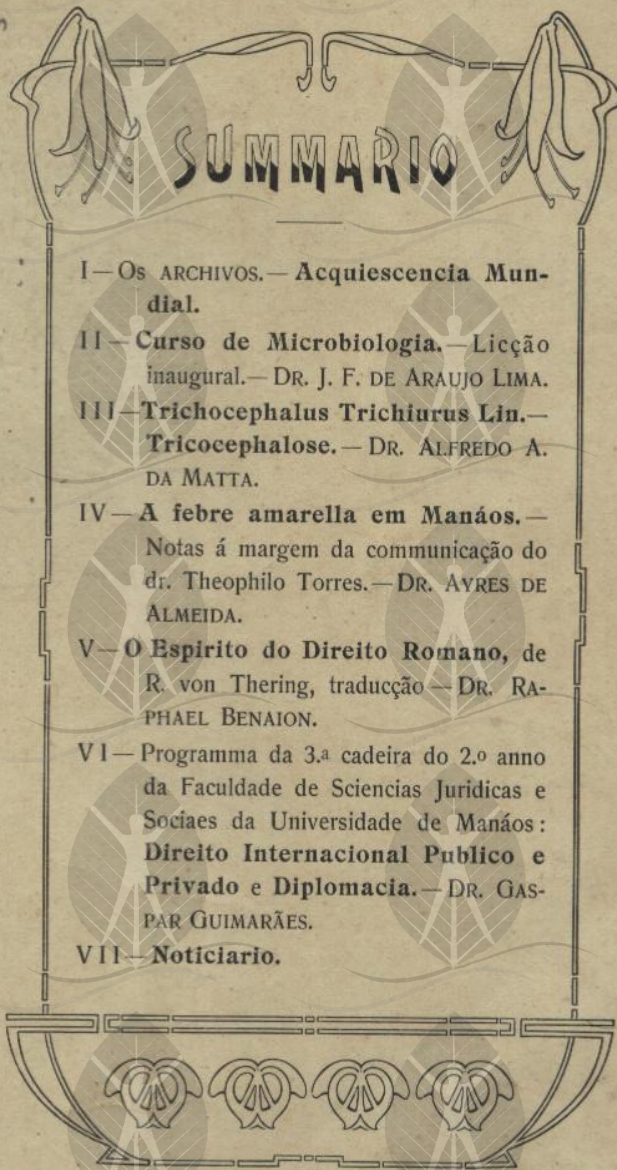 SUMMARIO
I—OS ARCHIVOS.—Acquiescencia Mun-
dial.
II—Curso de Microbiologia.—Licção
inaugural.—DR. J. F. DE ARAUJO LIMA.
III—Trichocephalus Trichiurus Lin.—
Tricocephalose.—DR. ALFREDO A.
DA MATTA.
IV—A febre amarella em Manáos.—
Notas á margem da communicação do
dr. Theophilo Torres.—DR. AYRES DE
ALMEIDA.
V—O Espirito do Direito Romano, de
R. von Thering, traducção—DR. RA-
PHAEL BENAION.
VI—Programma da 3.ª cadeira do 2.º anno
da Faculdade de Sciencias Juridicas e
Sociaes da Universidade de Manáos:
Direito Internacional Publico e
Privado e Diplomacia.—DR. GAS-
PAR GUIMARÃES.
VII—Noticiario.